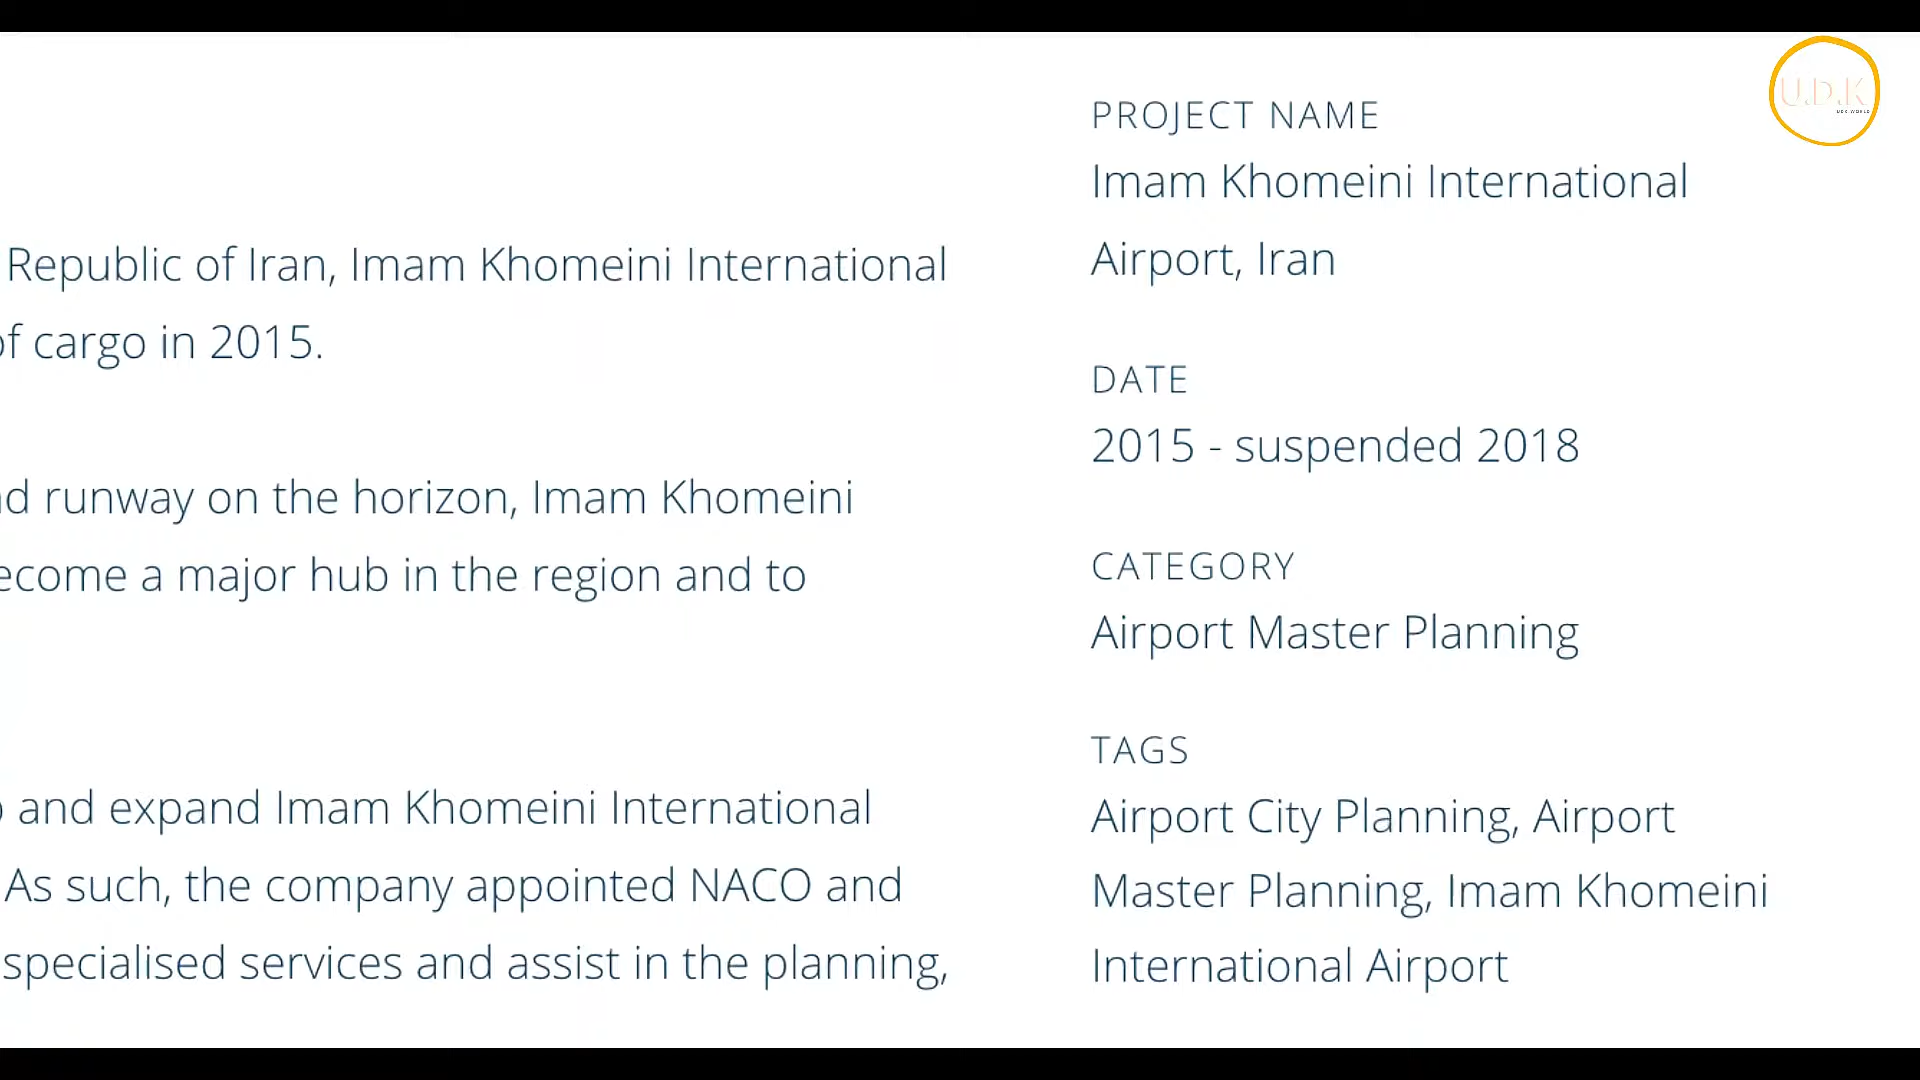 Republic of Iran, Imam Khomeini International
of cargo in 2015.
runway on the horizon, Imam Khomeini
a major hub in the region and to
and expand Imam Khomeini International
As such, the company appointed NACO and
specialised services and assist in the planning,
PROJECT NAME
Imam Khomeini International
Airport, Iran
DATE
2015 - suspended 2018
CATEGORY
Airport Master Planning
TAGS
Airport City Planning, Airport
Master Planning, Imam Khomeini
International Airport
U.D.K